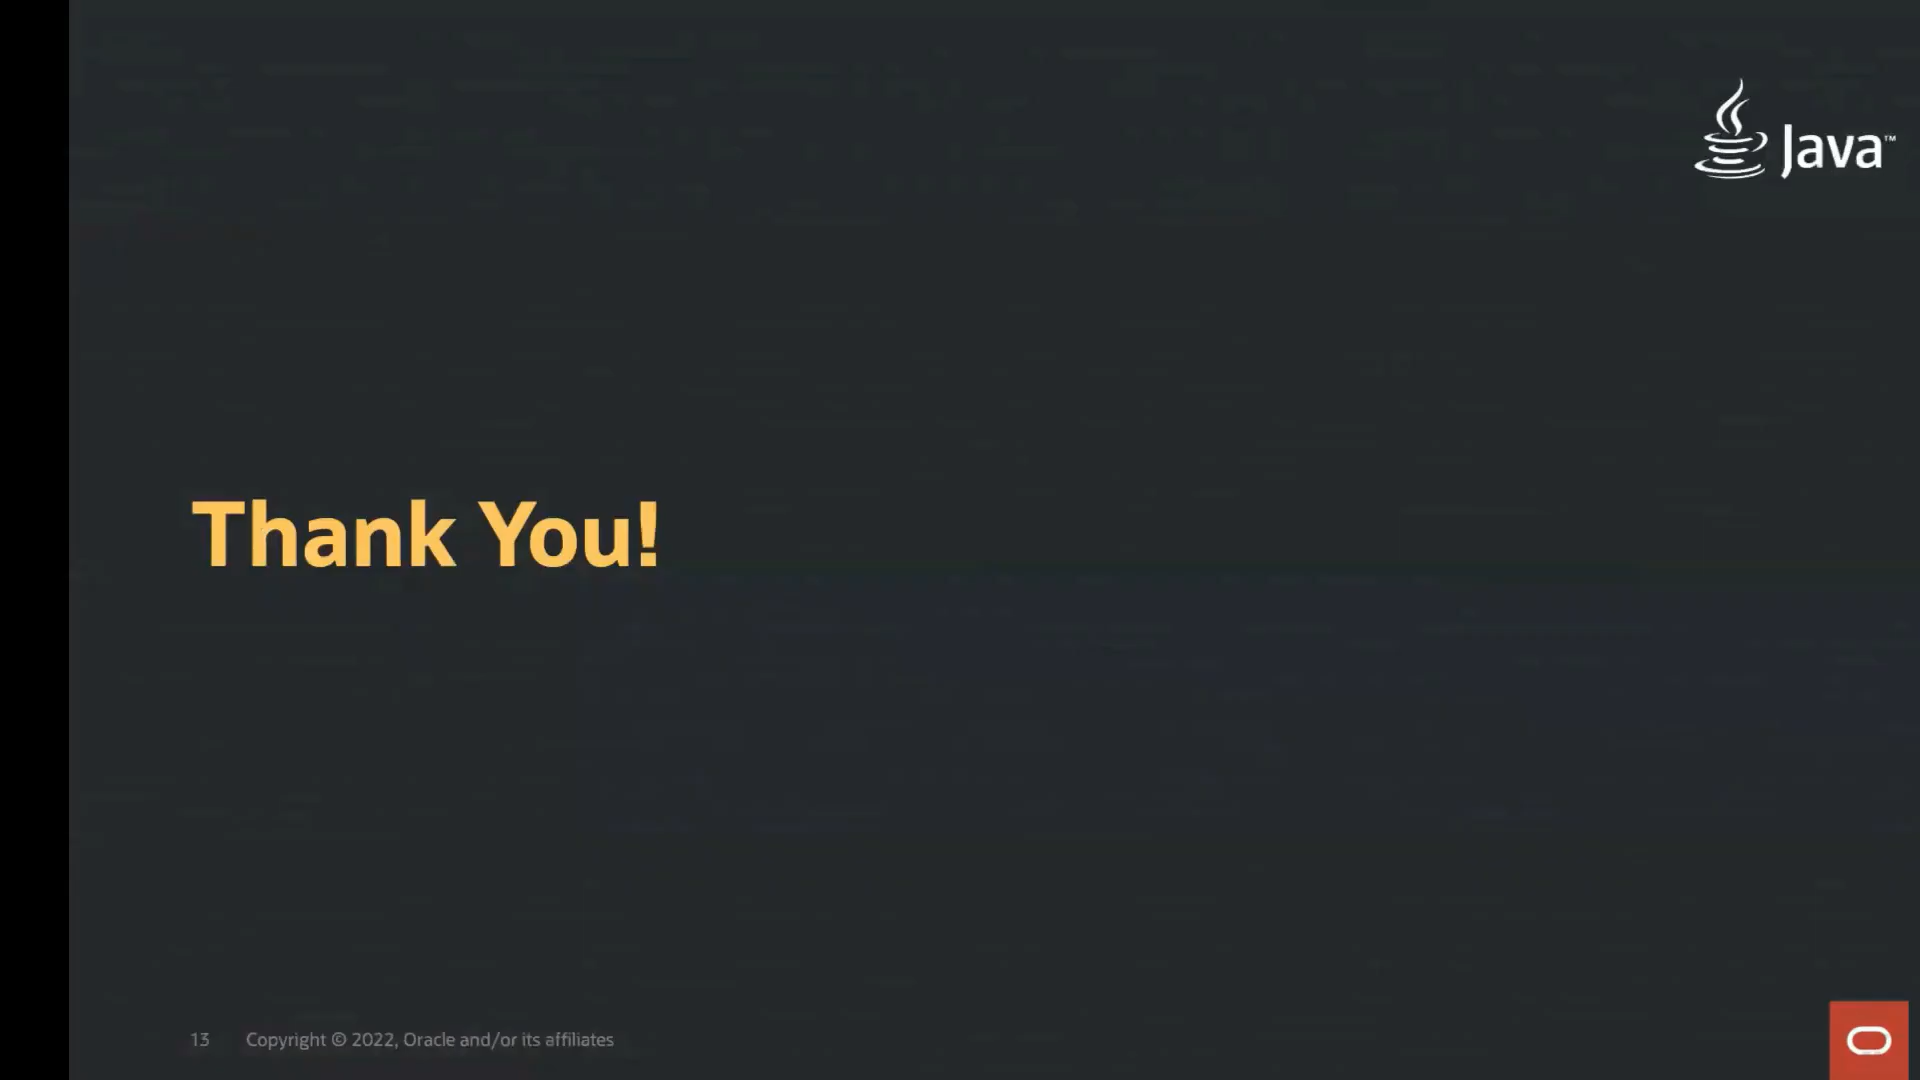 Java™
Thank You!
13 Copyright © 2022, Oracle and/or its affiliates